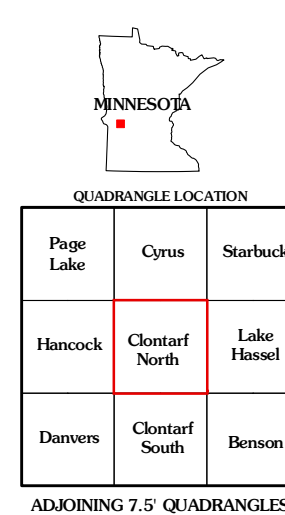 MINNESOTA
QUADRANGLE LOCATION
Page
Lake
Cyrus
Starbuck
Hancock
Clontarf
North
Lake
Hassel
Danvers
Clontarf
South
Benson
ADJOINING 7.5' QUADRANGLES